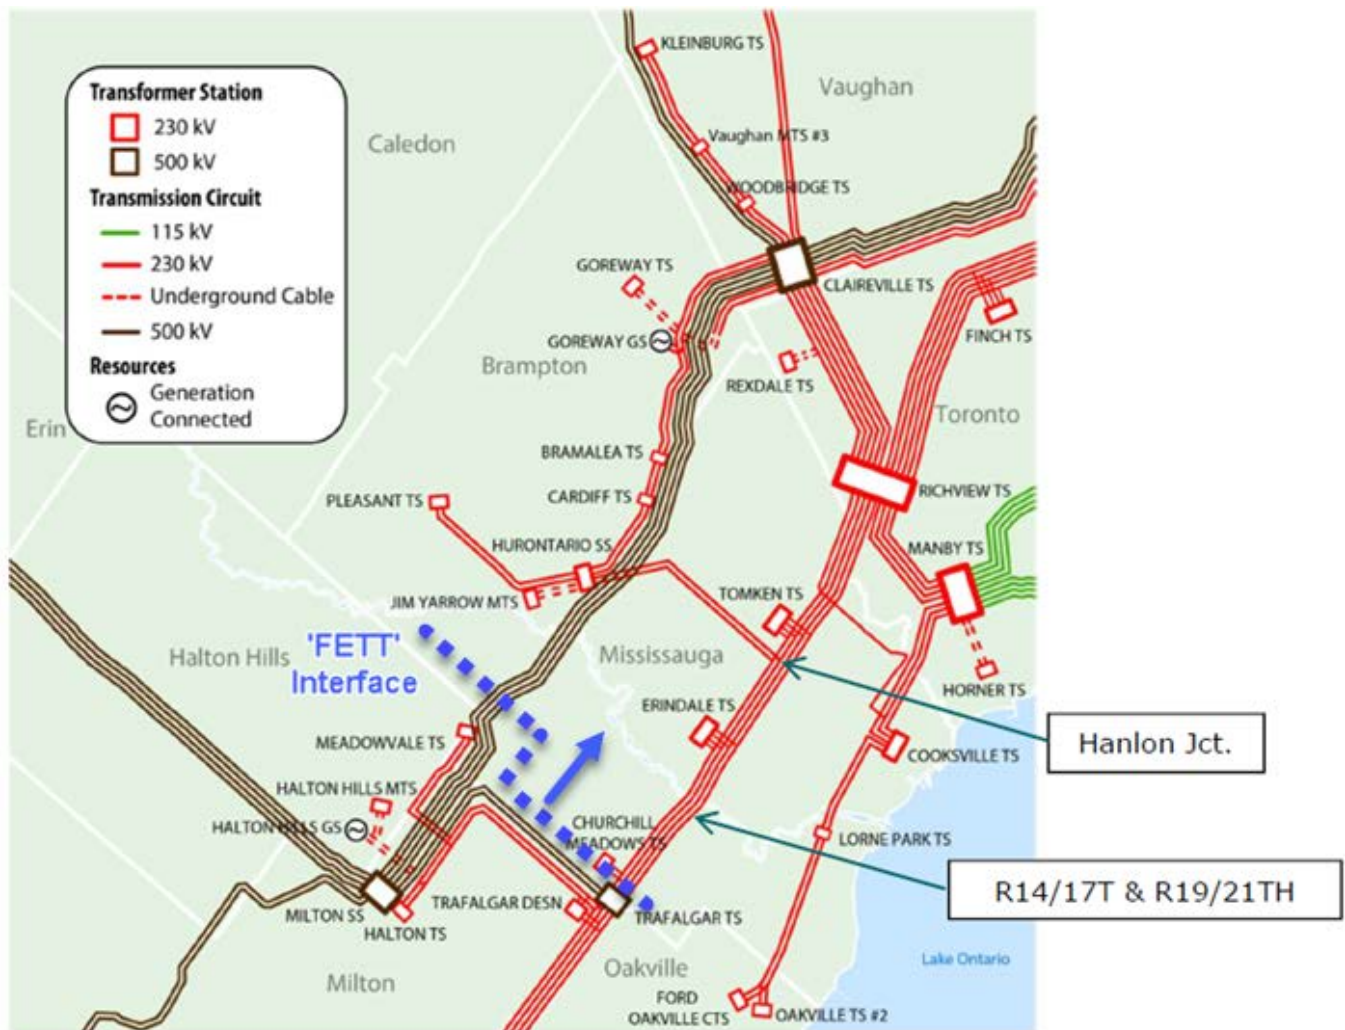 Transformer Station
230 kV
500 kV
Transmission Circuit
115 kV
230 kV
Underground Cable
500 kV
Resources
Generation
Connected
KLEINBURG TS
Vaughan
Caledon
Vaughan MTS #3
WOODBRIDGE TS
GOREWAY TS
CLAIREVILLE TS
GOREWAY GS
FINCH TS
Brampton
REXDALE TS
Toronto
Erin
BRAMALEA TS
PLEASANT TS
CARDIFF TS
RICHVIEW TS
HURONTARIO SS
MANBY TS
JIM YARROW MTS
TOMKEN TS
'FETT'
Interface
Halton Hills
Mississauga
HORNER TS
ERINDALE TS
MEADOWVALE TS
COOKSVILLE TS
Hanlon Jct.
HALTON HILLS MTS
HALTON HILLS GS
CHURCHILL
MEADOWS TS
LORNE PARK TS
R14/17T & R19/21TH
TRAFALGAR DESN
MILTON SS
TRAFALGAR TS
HALTON TS
Lake Ontario
Milton
Oakville
FORD
OAKVILLE CTS
OAKVILLE TS #2